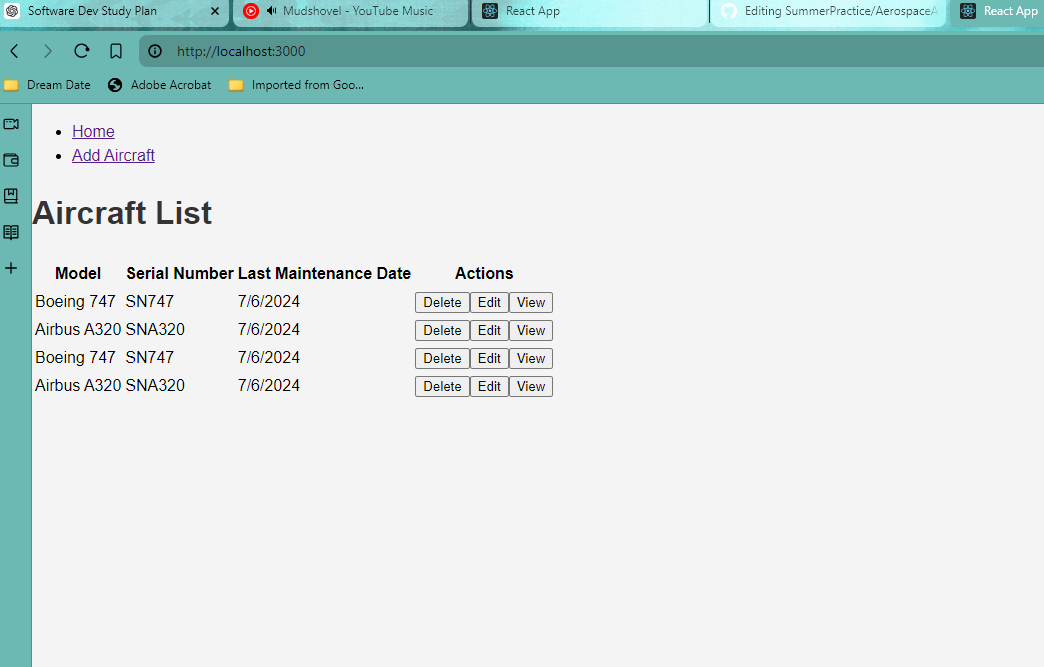 Software Dev Study Plan
Mudshovel - YouTube Music
React App
Editing SummerPractice/AerospaceA
React App
http://localhost:3000
Dream Date
Adobe Acrobat
Imported from Goo...
Home
Add Aircraft
Aircraft List
Model Serial Number Last Maintenance Date Actions
Boeing 747 SN747 7/6/2024 Delete Edit View
Airbus A320 SNA320 7/6/2024 Delete Edit View
Boeing 747 SN747 7/6/2024 Delete Edit View
Airbus A320 SNA320 7/6/2024 Delete Edit View